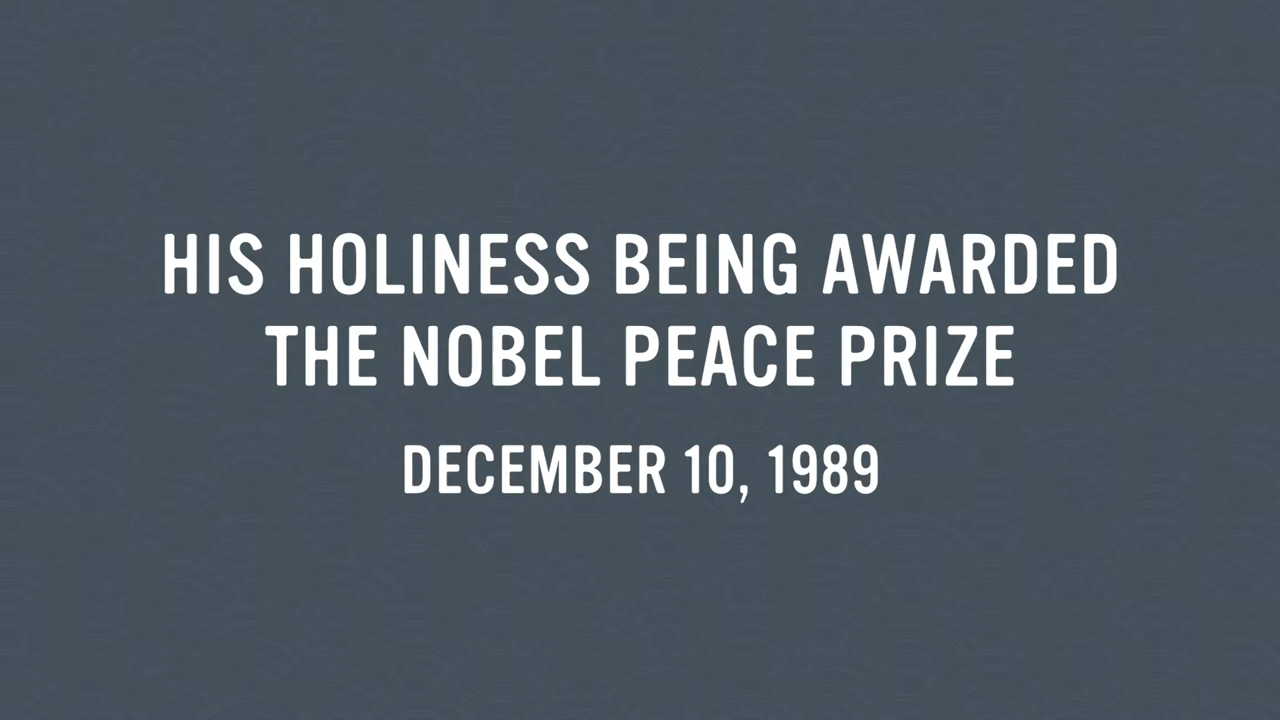 HIS HOLINESS BEING AWARDED
THE NOBEL PEACE PRIZE
DECEMBER 10, 1989